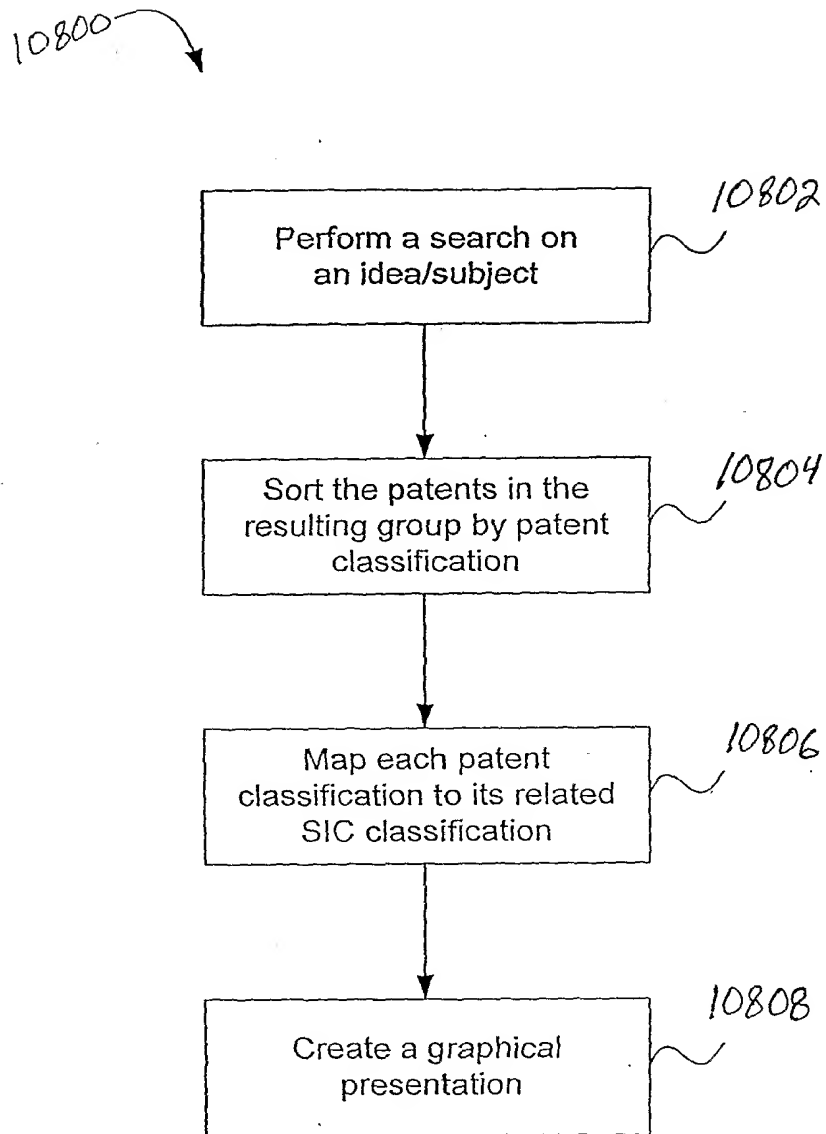 10800
10802
Perform a search on
an idea/subject
10804
Sort the patents in the
resulting group by patent
classification
10806
Map each patent
classification to its related
SIC classification
10808
Create a graphical
presentation